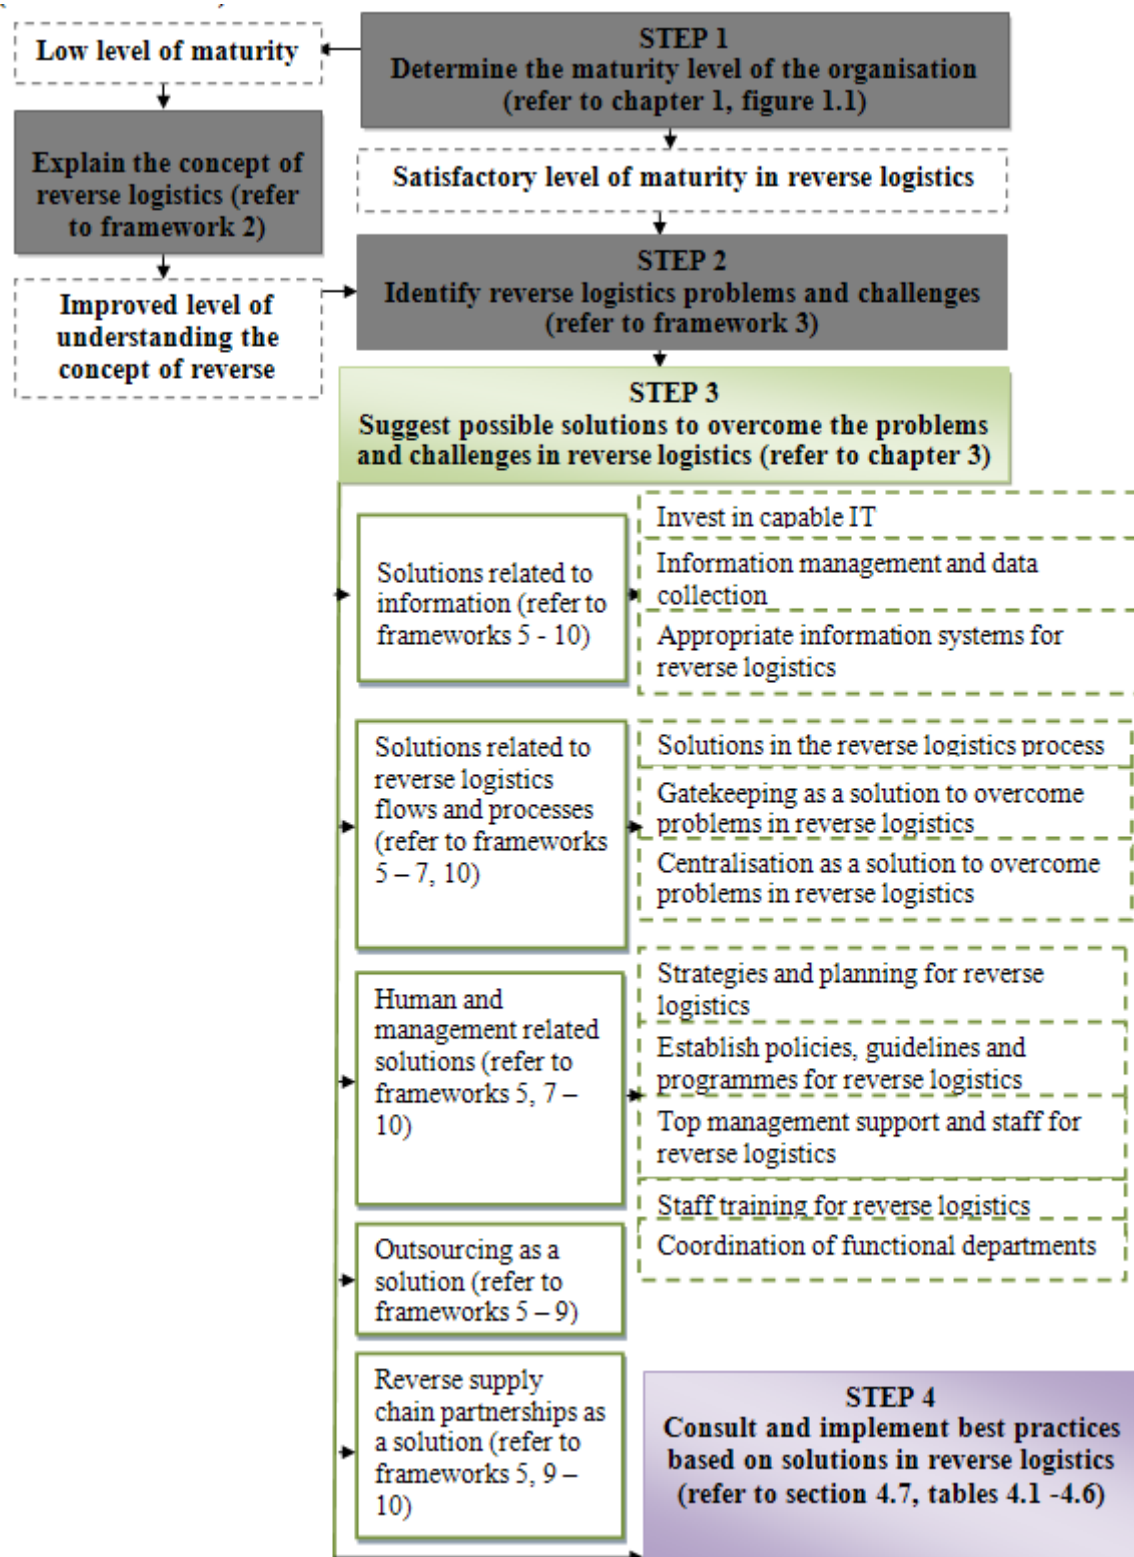 Low level of maturity
STEP 1
Determine the maturity level of the organisation
(refer to chapter 1, figure 1.1)
Explain the concept of
reverse logistics (refer
to framework 2)
Satisfactory level of maturity in reverse logistics
Improved level of
understanding the
concept of reverse
STEP 2
Identify reverse logistics problems and challenges
(refer to framework 3)
STEP 3
Suggest possible solutions to overcome the problems
and challenges in reverse logistics (refer to chapter 3)
Solutions related to
information (refer to
frameworks 5 - 10)
Invest in capable IT
Information management and data
collection
Appropriate information systems for
reverse logistics
Solutions related to
reverse logistics
flows and processes
(refer to frameworks
5 – 7, 10)
Solutions in the reverse logistics process
Gatekeeping as a solution to overcome
problems in reverse logistics
Centralisation as a solution to overcome
problems in reverse logistics
Human and
management related
solutions (refer to
frameworks 5, 7 –
10)
Strategies and planning for reverse
logistics
Establish policies, guidelines and
programmes for reverse logistics
Top management support and staff for
reverse logistics
Staff training for reverse logistics
Coordination of functional departments
Outsourcing as a
solution (refer to
frameworks 5 – 9)
Reverse supply
chain partnerships as
a solution (refer to
frameworks 5, 9 –
10)
STEP 4
Consult and implement best practices
based on solutions in reverse logistics
(refer to section 4.7, tables 4.1 -4.6)